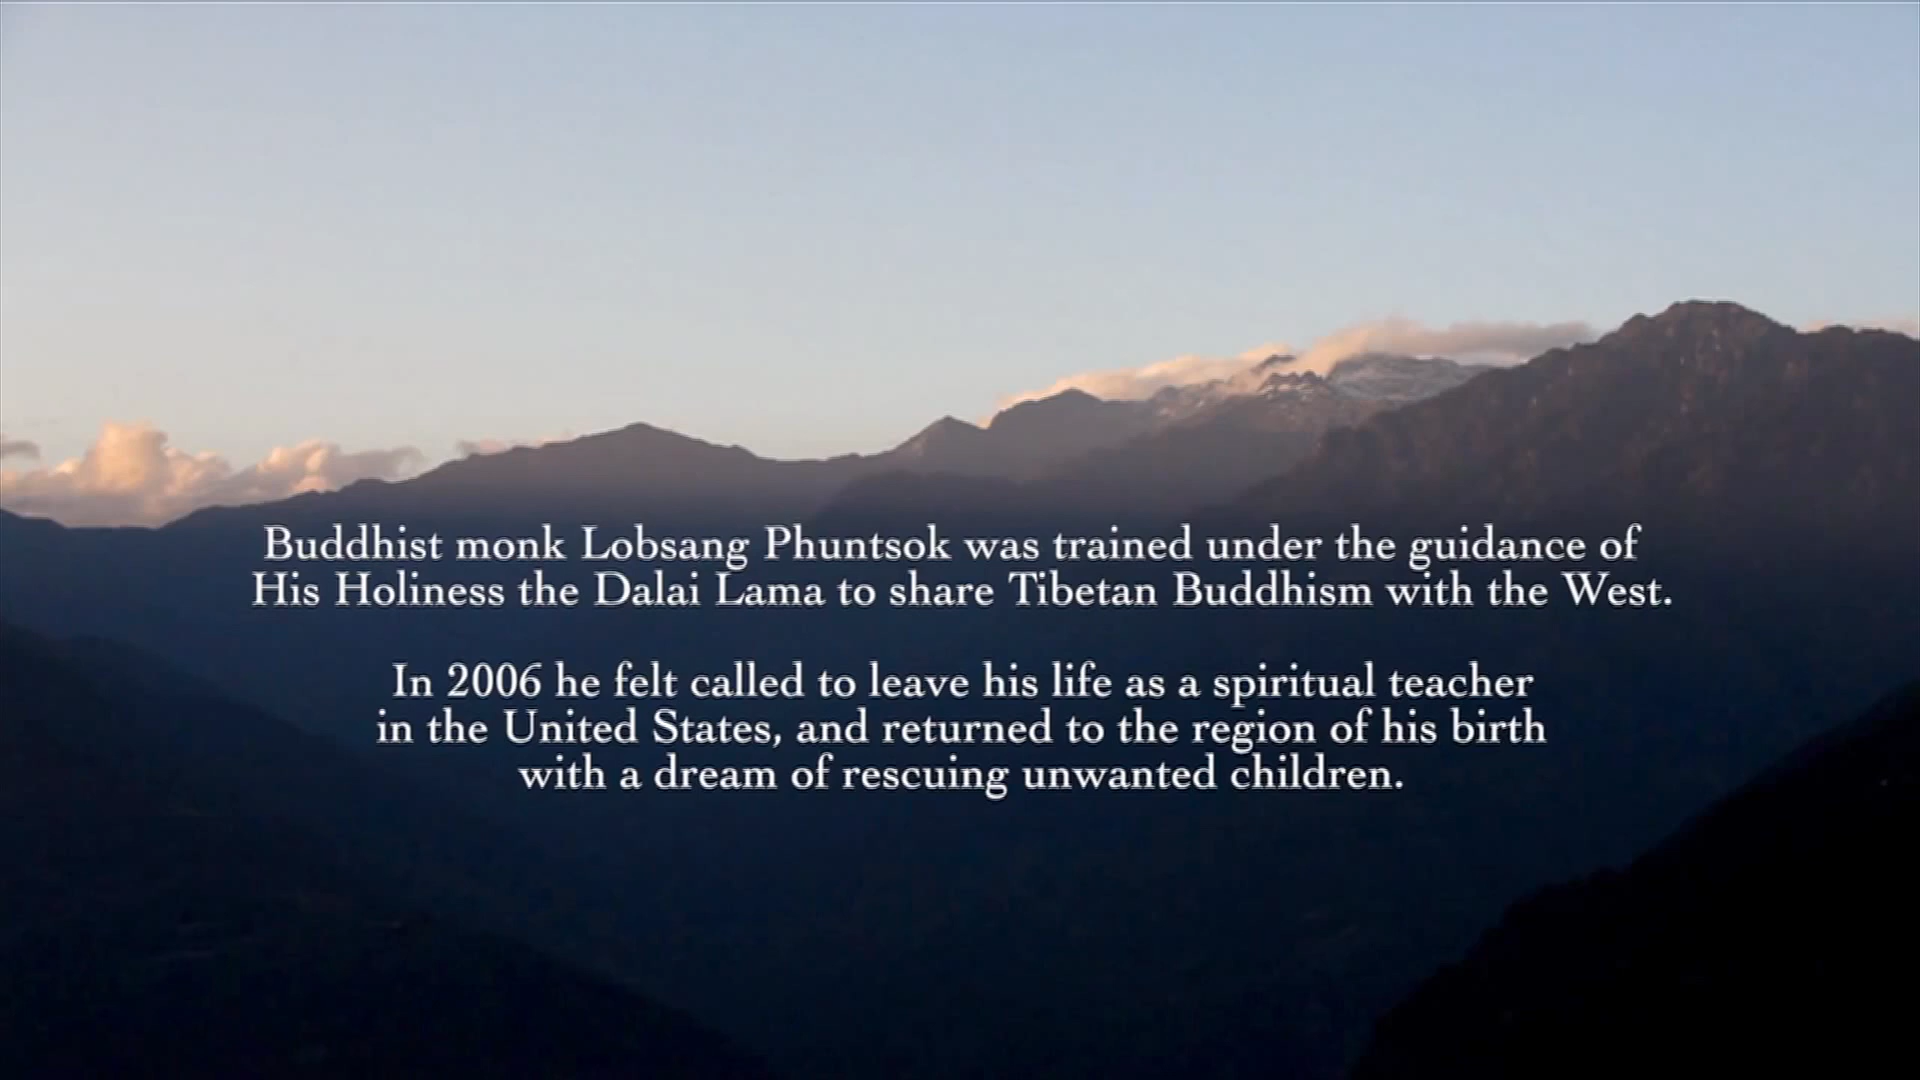 Buddhist monk Lobsang Phuntsok was trained under the guidance of
His Holiness the Dalai Lama to share Tibetan Buddhism with the West.
In 2006 he felt called to leave his life as a spiritual teacher
in the United States, and returned to the region of his birth
with a dream of rescuing unwanted children.